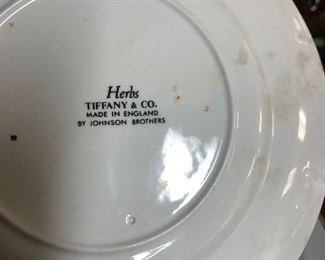 Herbs
TIFFANY & CO.
MADE IN ENGLAND
BY JOHNSON BROTHERS